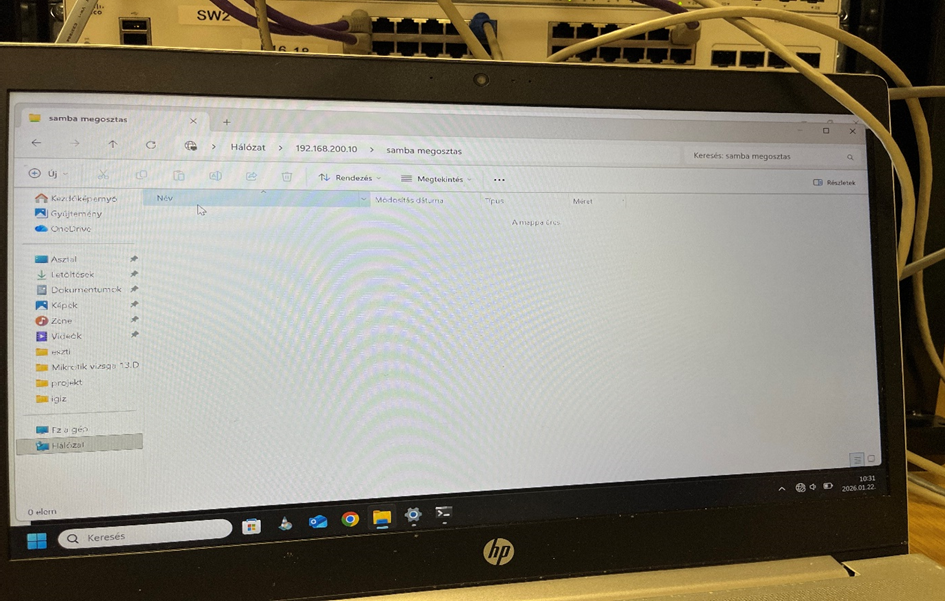 SW2
16-18
samba megosztas
Hálózat > 192.168.200.10 > samba megosztas
Keresés: samba megosztas
Új
Rendezés
Megtekintés
Részletek
Kezdőképernyő
Név
Módosítás dátuma
Típus
Méret
Gyűjtemény
A mappa üres
OneDrive
Asztal
Letöltések
Dokumentumok
Képek
Zene
Videók
eszti
Mikrotik vizsga 13.D
projekt
igiz
Ez a gép
Hálózat
0 elem
10:31
2026.01.22.
Keresés
hp